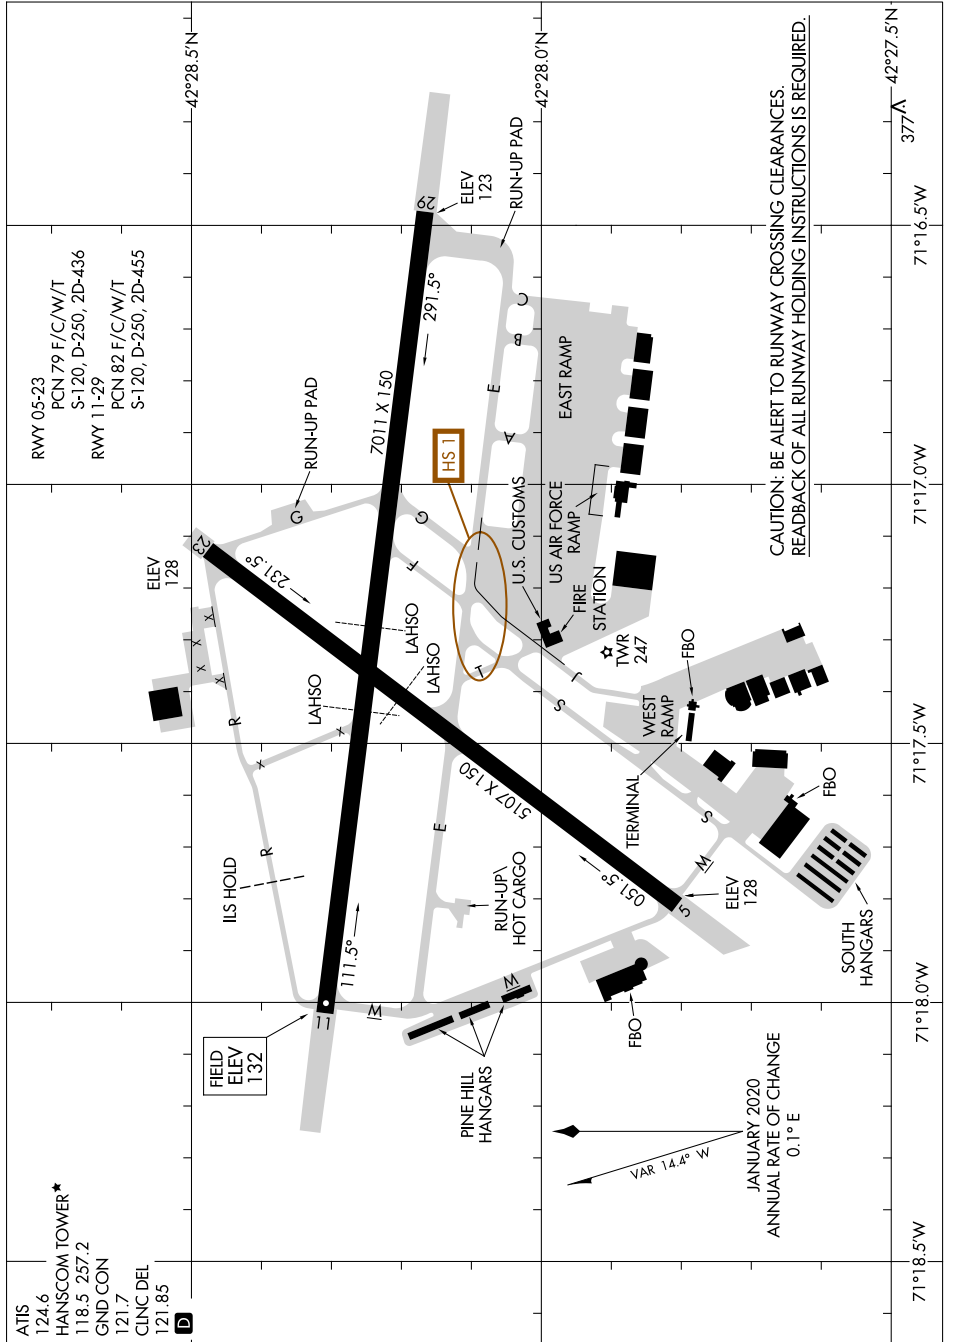 ATIS
124.6
HANSCOM TOWER★
118.5 257.2
GND CON
121.7
CLNC DEL
121.85
D
RWY 05-23
PCN 79 F/C/W/T
S-120, D-250, 2D-436
RWY 11-29
PCN 82 F/C/W/T
S-120, D-250, 2D-455
42°28.5'N
42°28.0'N
42°27.5'N
FIELD
ELEV
132
11
111.5°
ILS HOLD
R
R
X
X
X
X
X
X
ELEV
128
23
231.5°
G
RUN-UP PAD
LAHSO
LAHSO
LAHSO
7011 X 150
291.5°
29
ELEV
123
RUN-UP PAD
G
F
HS 1
E
A
B
C
EAST RAMP
U.S. CUSTOMS
US AIR FORCE
RAMP
FIRE
STATION
TWR
247
J
T
S
E
M
RUN-UP\
HOT CARGO
5107 X 150
051.5°
5
ELEV
128
M
PINE HILL
HANGARS
M
FBO
TERMINAL
WEST
RAMP
FBO
S
FBO
SOUTH
HANGARS
VAR 14.4° W
JANUARY 2020
ANNUAL RATE OF CHANGE
0.1° E
CAUTION: BE ALERT TO RUNWAY CROSSING CLEARANCES.
READBACK OF ALL RUNWAY HOLDING INSTRUCTIONS IS REQUIRED.
377
71°18.5'W
71°18.0'W
71°17.5'W
71°17.0'W
71°16.5'W